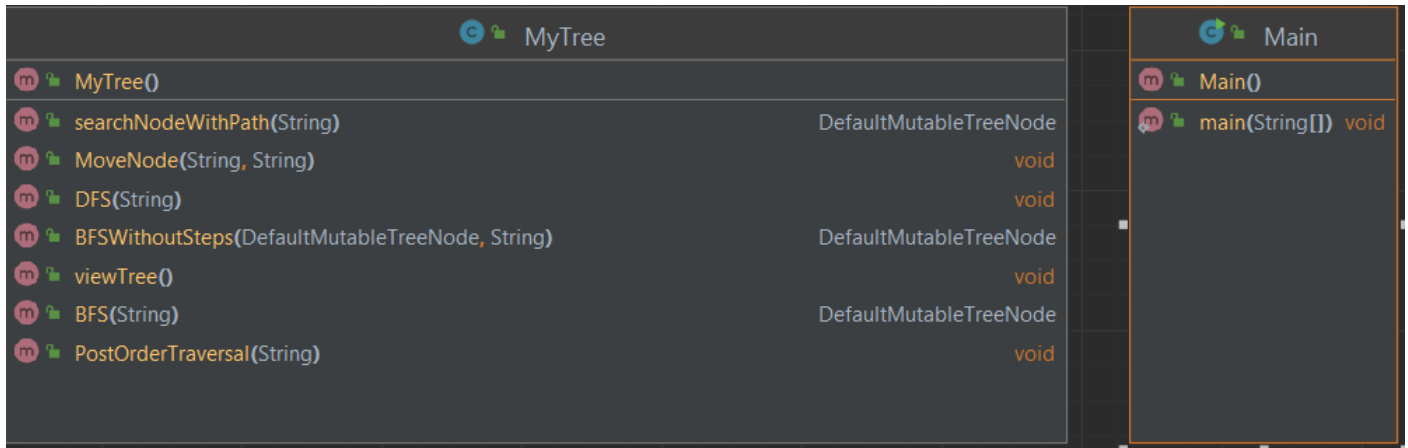 MyTree
MyTree()
searchNodeWithPath(String) DefaultMutableTreeNode
MoveNode(String, String) void
DFS(String) void
BFSWithoutSteps(DefaultMutableTreeNode, String) DefaultMutableTreeNode
viewTree() void
BFS(String) DefaultMutableTreeNode
PostOrderTraversal(String) void
Main
Main()
main(String[]) void